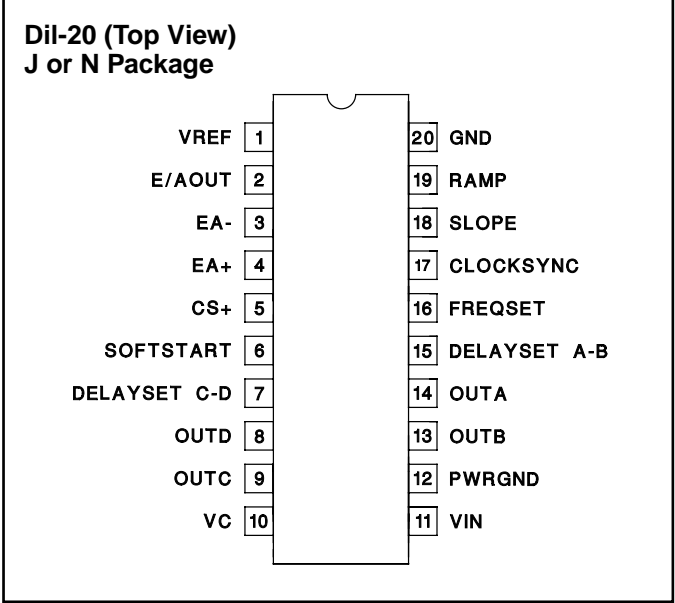 Dil-20 (Top View)
J or N Package
VREF 1 20 GND
E/AOUT 2 19 RAMP
EA- 3 18 SLOPE
EA+ 4 17 CLOCKSYNC
CS+ 5 16 FREQSET
SOFTSTART 6 15 DELAYSET A-B
DELAYSET C-D 7 14 OUTA
OUTD 8 13 OUTB
OUTC 9 12 PWRGND
VC 10 11 VIN